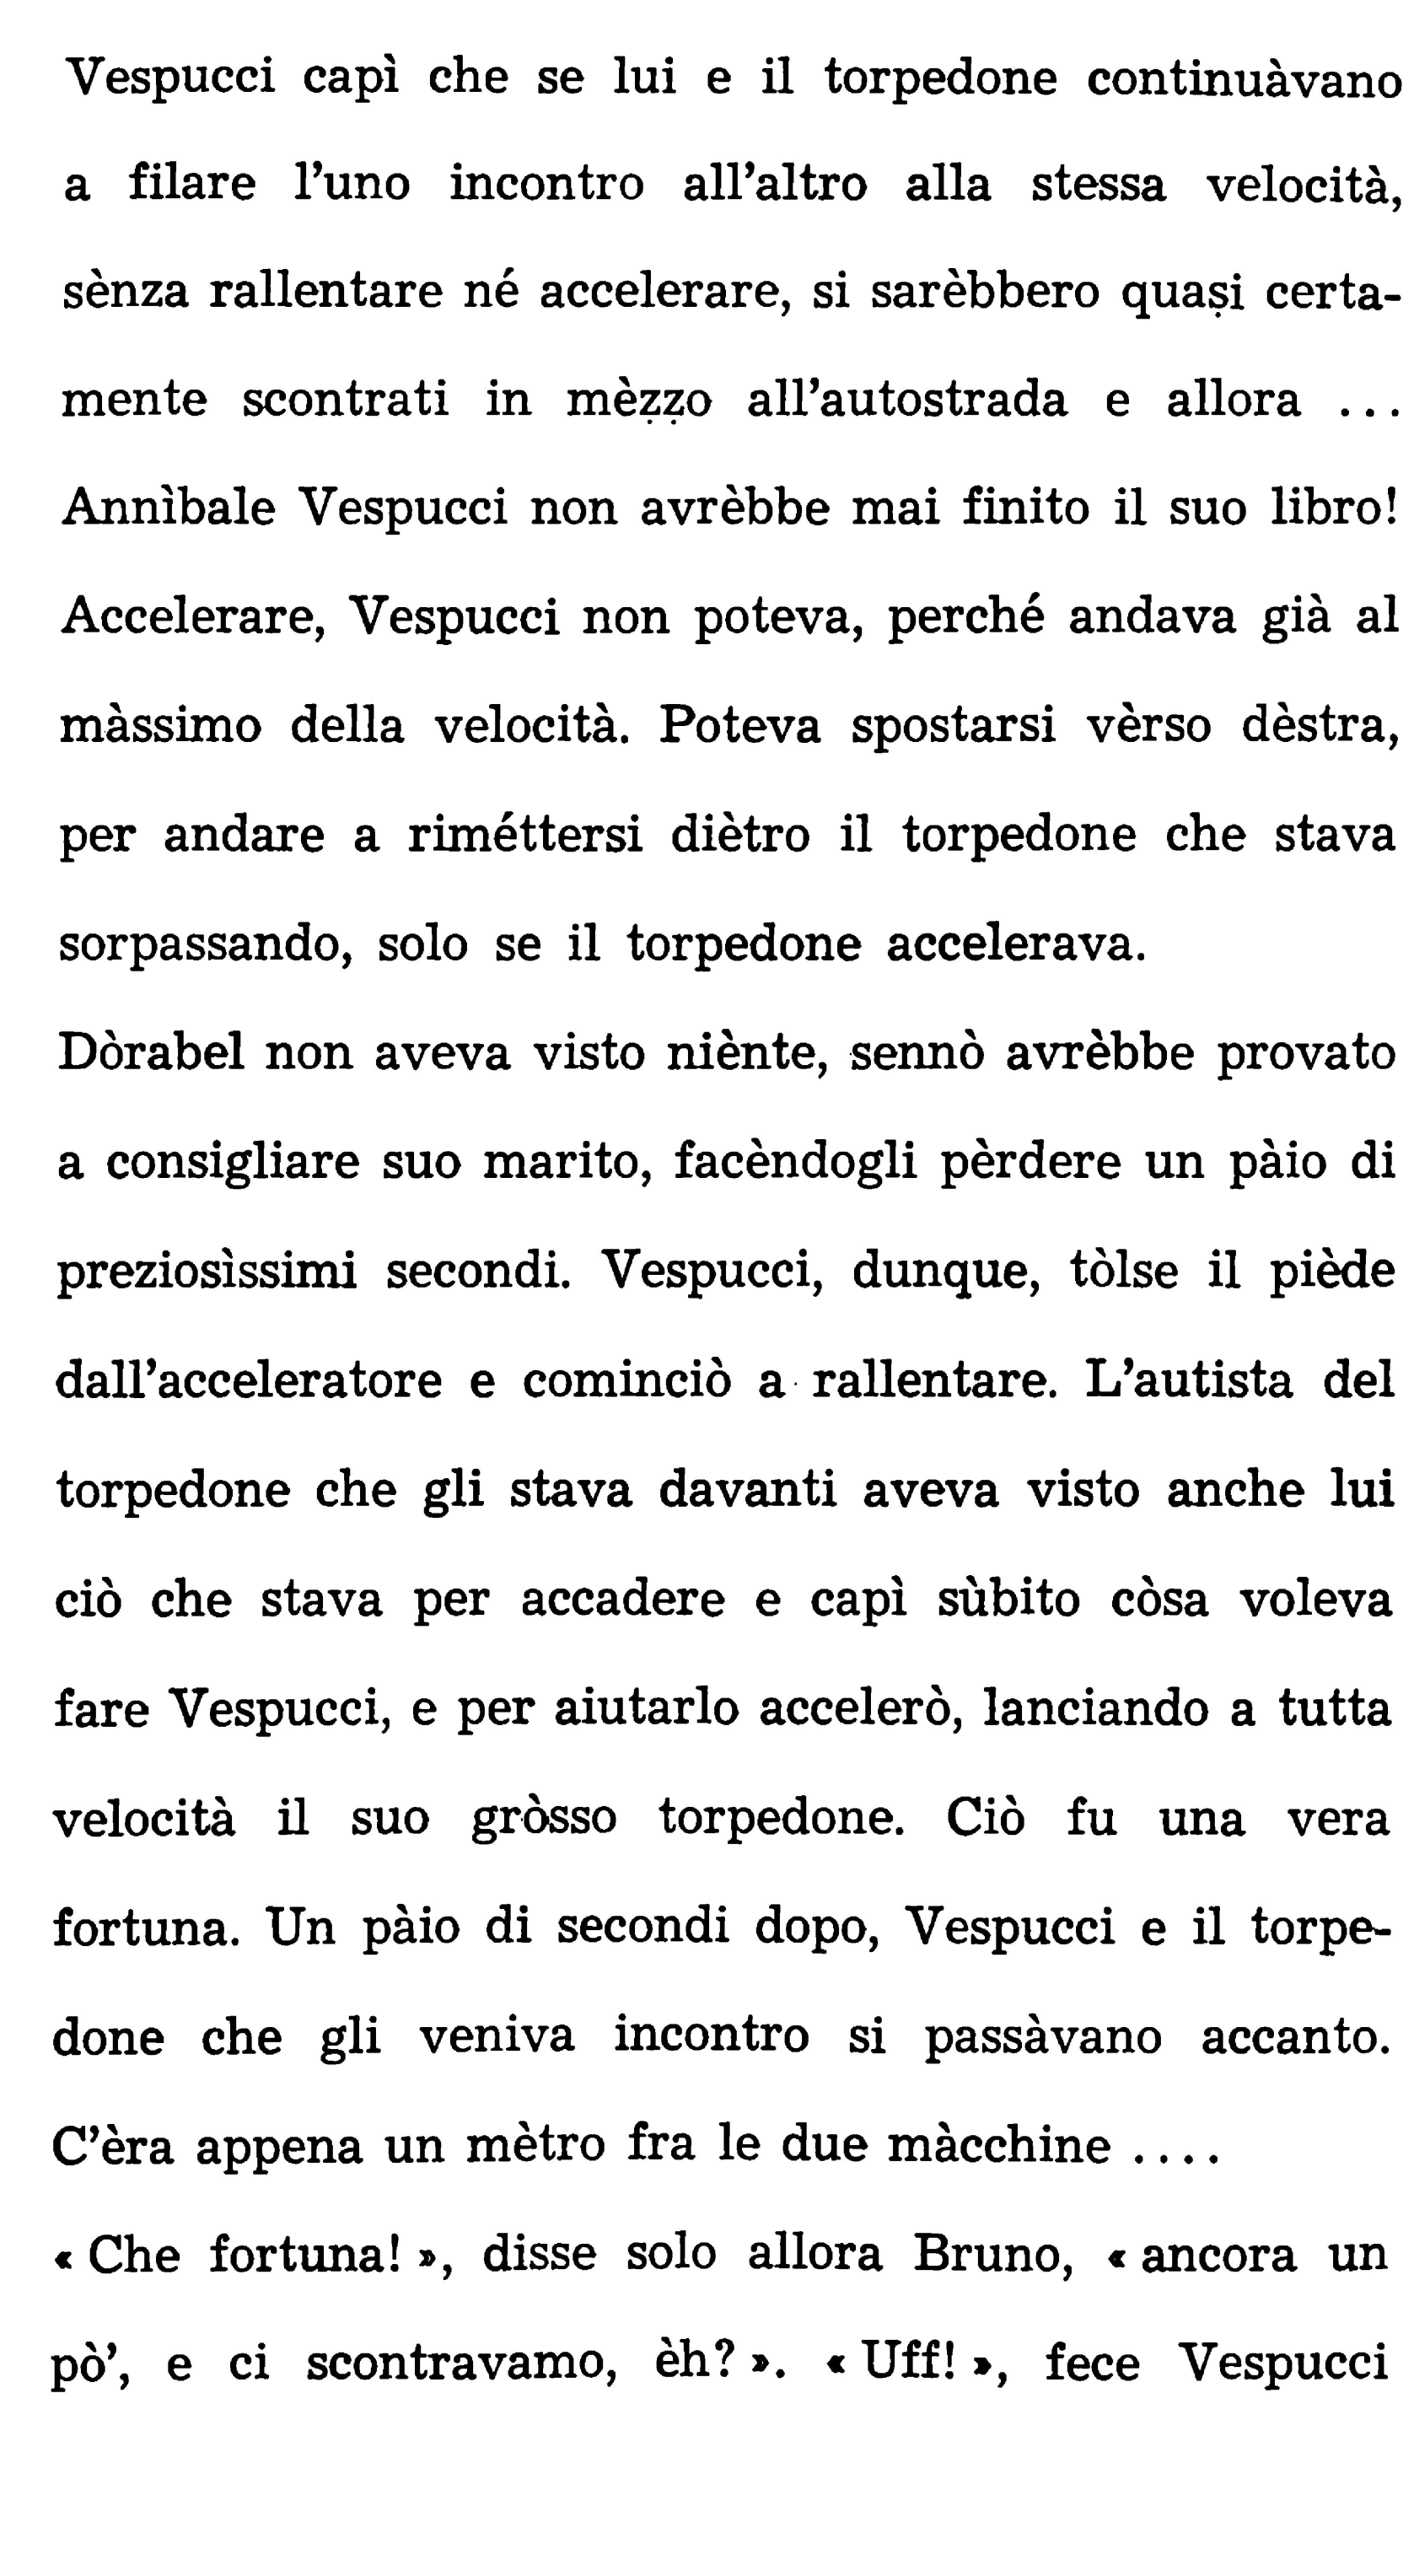 Vespucci capì che se lui e il torpedone continuàvano
a filare l'uno incontro all'altro alla stessa velocità,
sènza rallentare né accelerare, si sarèbbero quaṣi certa-
mente scontrati in mèẓẓo all'autostrada e allora ...
Annìbale Vespucci non avrèbbe mai finito il suo libro!
Accelerare, Vespucci non poteva, perché andava già al
màssimo della velocità. Poteva spostarsi vèrso dèstra,
per andare a riméttersi diètro il torpedone che stava
sorpassando, solo se il torpedone accelerava.
Dòrabel non aveva visto niènte, sennò avrèbbe provato
a consigliare suo marito, facèndogli pèrdere un pàio di
preziosìssimi secondi. Vespucci, dunque, tòlse il piède
dall'acceleratore e cominciò a rallentare. L'autista del
torpedone che gli stava davanti aveva visto anche lui
ciò che stava per accadere e capì sùbito còsa voleva
fare Vespucci, e per aiutarlo accelerò, lanciando a tutta
velocità il suo gròsso torpedone. Ciò fu una vera
fortuna. Un pàio di secondi dopo, Vespucci e il torpe-
done che gli veniva incontro si passàvano accanto.
C'èra appena un mètro fra le due màcchine ....
« Che fortuna! », disse solo allora Bruno, « ancora un
pò', e ci scontravamo, èh? ». « Uff! », fece Vespucci